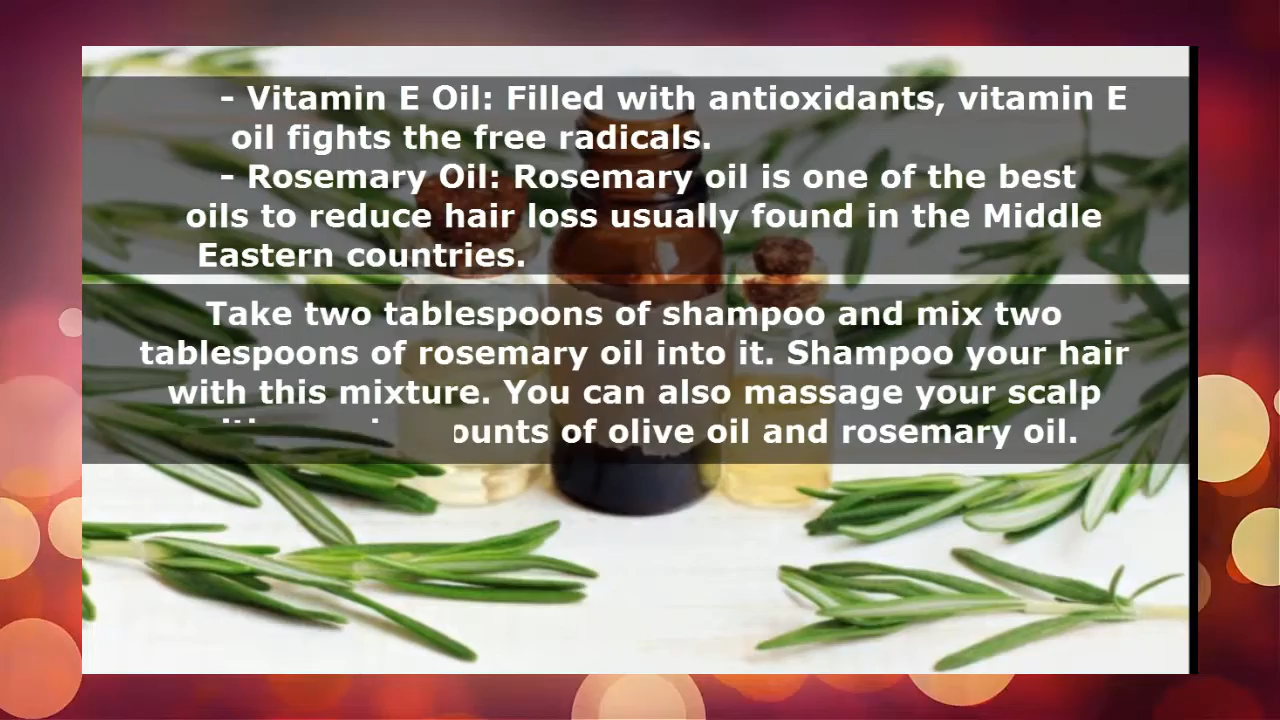 - Vitamin E Oil: Filled with antioxidants, vitamin E
oil fights the free radicals.
- Rosemary Oil: Rosemary oil is one of the best
oils to reduce hair loss usually found in the Middle
Eastern countries.
Take two tablespoons of shampoo and mix two
tablespoons of rosemary oil into it. Shampoo your hair
with this mixture. You can also massage your scalp
of olive oil and rosemary oil.